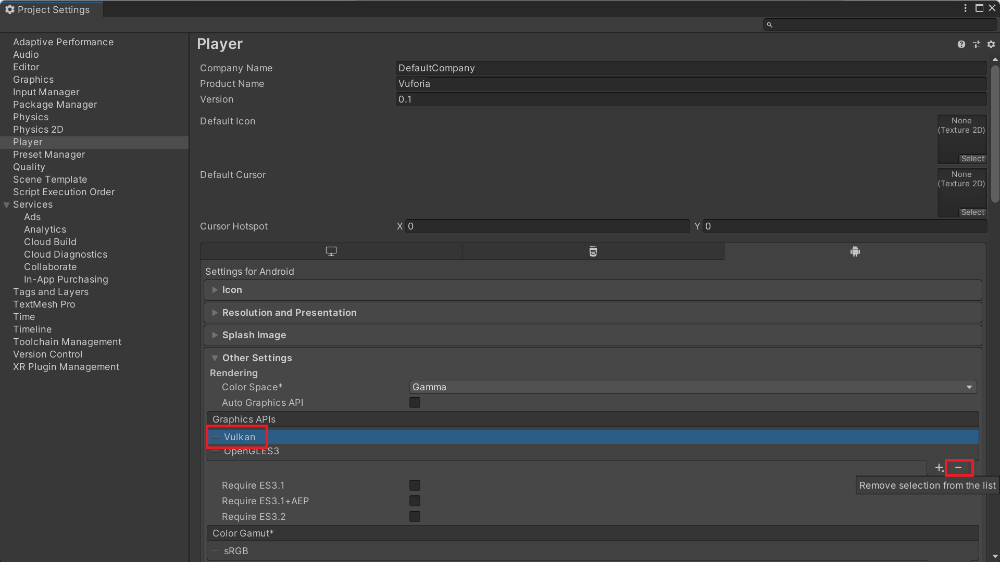 Project Settings
Adaptive Performance
Audio
Editor
Graphics
Input Manager
Package Manager
Physics
Physics 2D
Player
Preset Manager
Quality
Scene Template
Script Execution Order
Services
Ads
Analytics
Cloud Build
Cloud Diagnostics
Collaborate
In-App Purchasing
Tags and Layers
TextMesh Pro
Time
Timeline
Toolchain Management
Version Control
XR Plugin Management
Player
Company Name DefaultCompany
Product Name Vuforia
Version 0.1
Default Icon
None
(Texture 2D)
Select
Default Cursor
None
(Texture 2D)
Select
Cursor Hotspot X 0 Y 0
Settings for Android
Icon
Resolution and Presentation
Splash Image
Other Settings
Rendering
Color Space* Gamma
Auto Graphics API
Graphics APIs
Vulkan
OpenGLES3
Remove selection from the list
Require ES3.1
Require ES3.1+AEP
Require ES3.2
Color Gamut*
sRGB